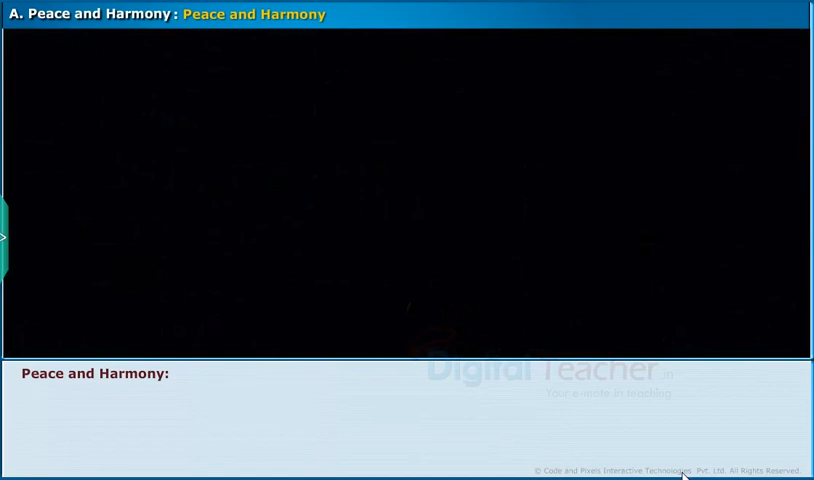 A. Peace and Harmony : Peace and Harmony
>
Peace and Harmony:
Digital Teacher.in
Your e-mate in teaching
© Code and Pixels Interactive Technologies Pvt. Ltd. All Rights Reserved.